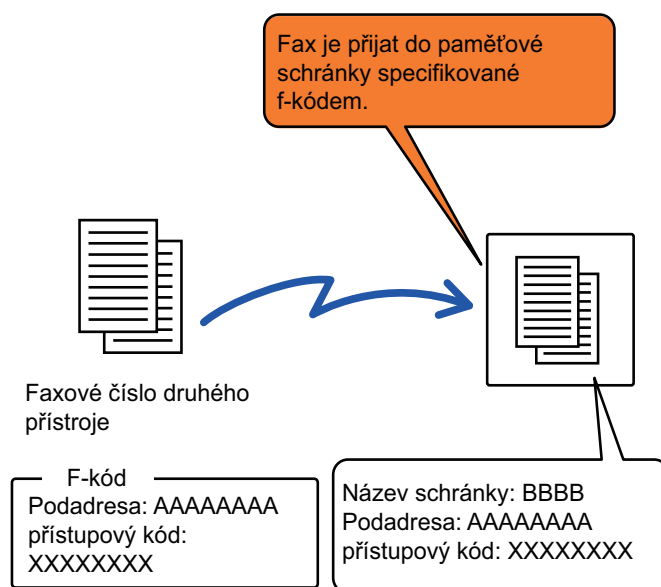 Fax je přijat do paměťové
schránky specifikované
f-kódem.
Faxové číslo druhého
přístroje
F-kód
Podadresa: AAAAAAAA
přístupový kód:
XXXXXXXX
Název schránky: BBBB
Podadresa: AAAAAAAA
přístupový kód: XXXXXXXX